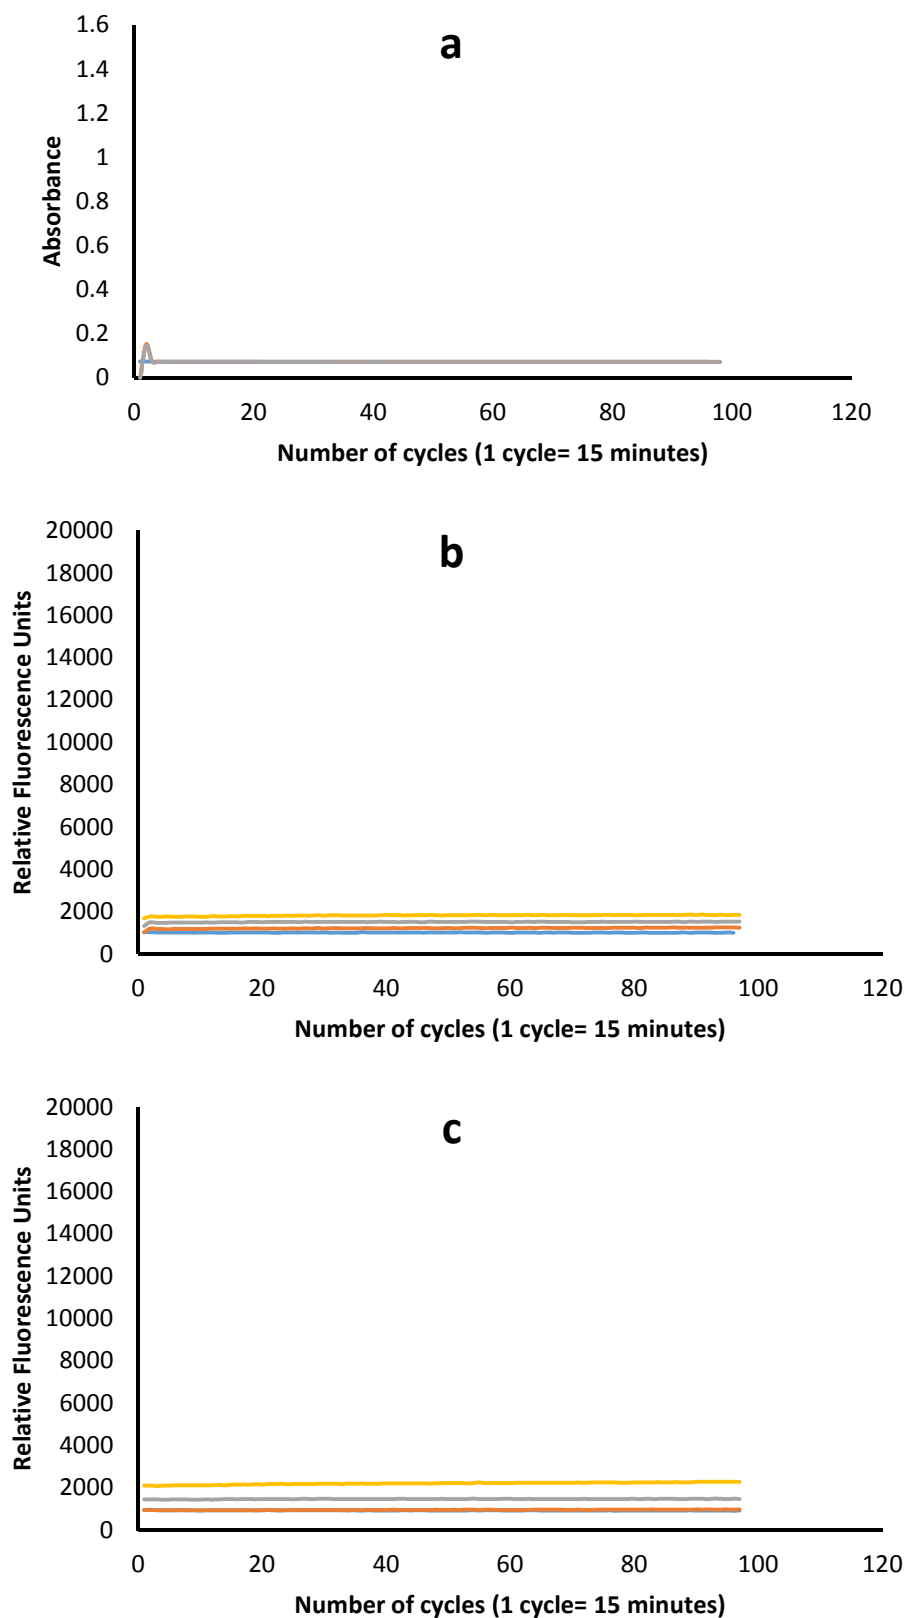 a
1.6
1.4
1.2
1
0.8
0.6
0.4
0.2
0
Absorbance
0 20 40 60 80 100 120
Number of cycles (1 cycle= 15 minutes)
b
20000
18000
16000
14000
12000
10000
8000
6000
4000
2000
0
Relative Fluorescence Units
0 20 40 60 80 100 120
Number of cycles (1 cycle= 15 minutes)
c
20000
18000
16000
14000
12000
10000
8000
6000
4000
2000
0
Relative Fluorescence Units
0 20 40 60 80 100 120
Number of cycles (1 cycle= 15 minutes)